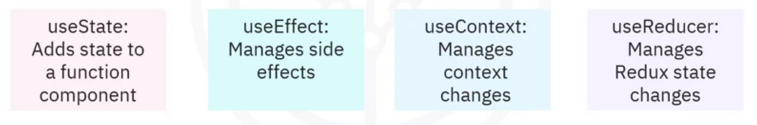 useState:
Adds state to
a function
component
useEffect:
Manages side
effects
useContext:
Manages
context
changes
useReducer:
Manages
Redux state
changes